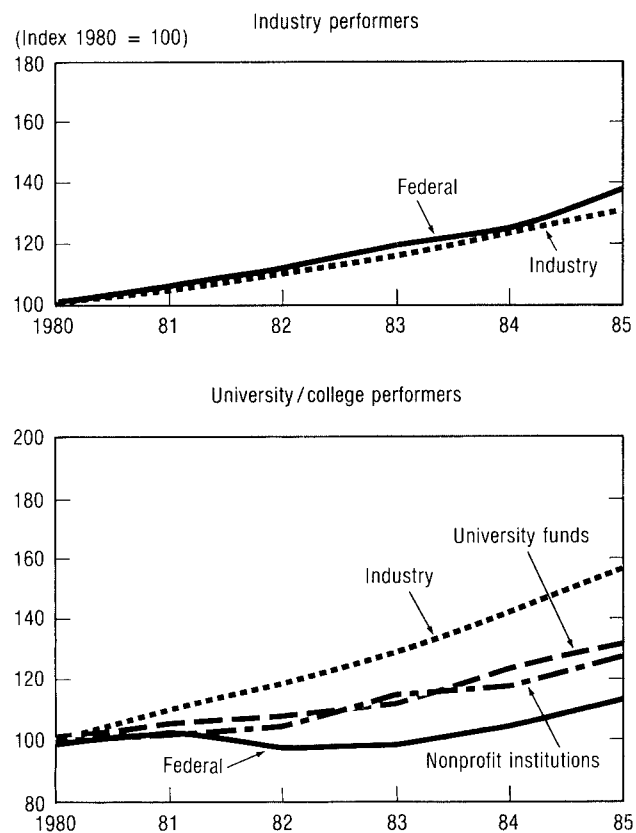 Industry performers
(Index 1980 = 100)
180
160
140
120
100
Federal
Industry
1980 81 82 83 84 85
University/college performers
200
180
160
140
120
100
80
University funds
Industry
Federal
Nonprofit institutions
1980 81 82 83 84 85